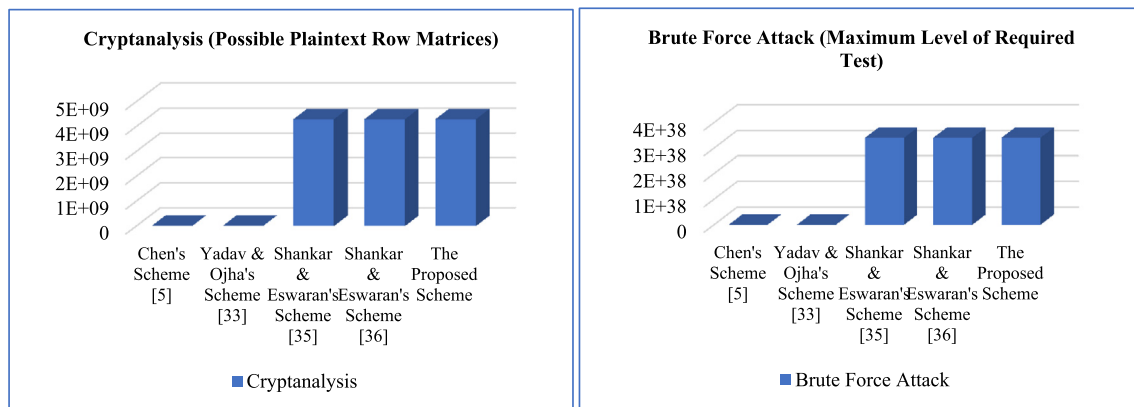 Cryptanalysis (Possible Plaintext Row Matrices)
5E+09
4E+09
3E+09
2E+09
1E+09
0
Chen's
Scheme
[5]
Yadav &
Ojha's
Scheme
[33]
Shankar
&
Eswaran's
Scheme
[35]
Shankar
&
Eswaran's
Scheme
[36]
The
Proposed
Scheme
Cryptanalysis
Brute Force Attack (Maximum Level of Required
Test)
4E+38
3E+38
2E+38
1E+38
0
Chen's
Scheme
[5]
Yadav &
Ojha's
Scheme
[33]
Shankar
&
Eswaran's
Scheme
[35]
Shankar
&
Eswaran's
Scheme
[36]
The
Proposed
Scheme
Brute Force Attack